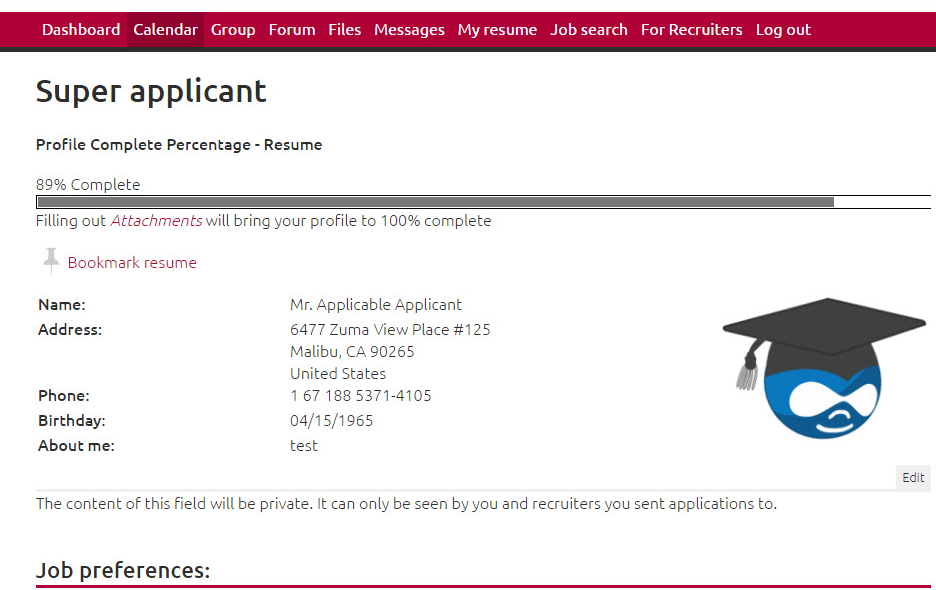 Dashboard Calendar Group Forum Files Messages My resume Job search For Recruiters Log out
Super applicant
Profile Complete Percentage - Resume
89% Complete
Filling out Attachments will bring your profile to 100% complete
Bookmark resume
Name: Mr. Applicable Applicant
Address: 6477 Zuma View Place #125
Malibu, CA 90265
United States
Phone: 1 67 188 5371-4105
Birthday: 04/15/1965
About me: test
Edit
The content of this field will be private. It can only be seen by you and recruiters you sent applications to.
Job preferences: